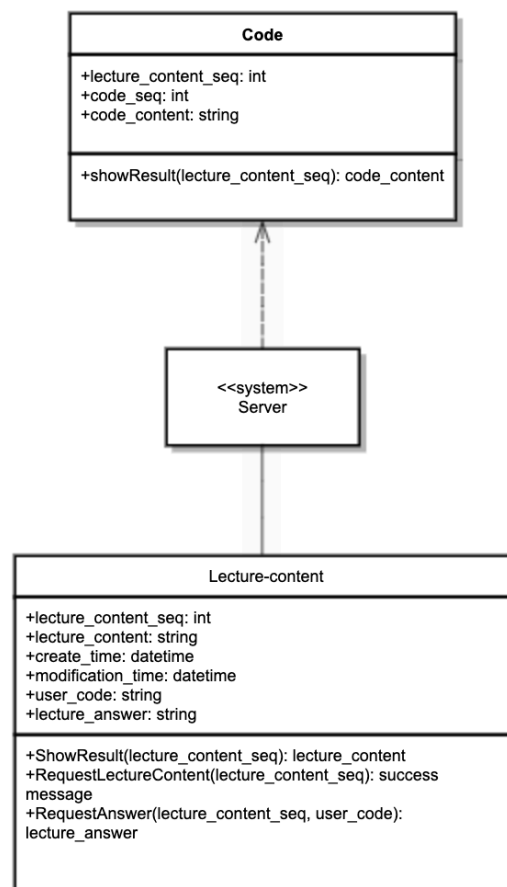 Code
+lecture_content_seq: int
+code_seq: int
+code_content: string
+showResult(lecture_content_seq): code_content
<<system>>
Server
Lecture-content
+lecture_content_seq: int
+lecture_content: string
+create_time: datetime
+modification_time: datetime
+user_code: string
+lecture_answer: string
+ShowResult(lecture_content_seq): lecture_content
+RequestLectureContent(lecture_content_seq): success
message
+RequestAnswer(lecture_content_seq, user_code):
lecture_answer